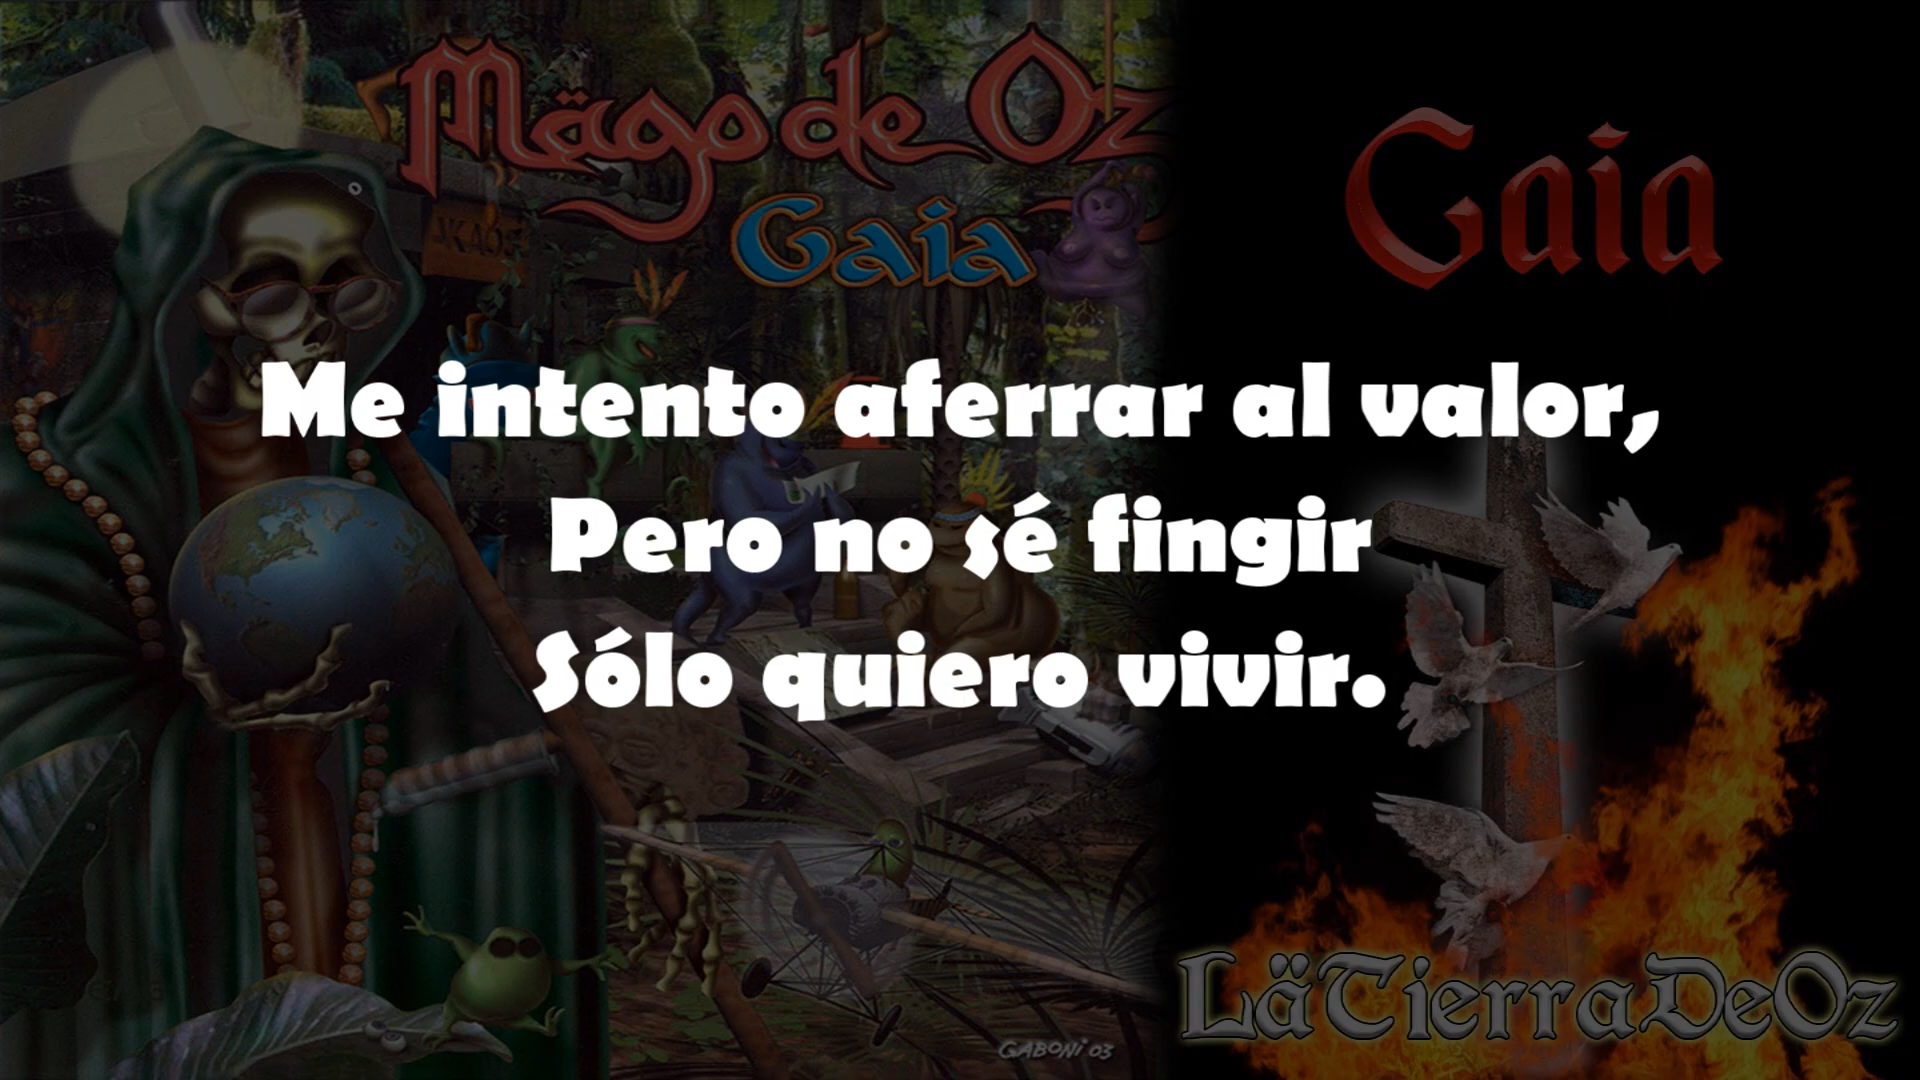 Mägo de Oz
Gaia
Gaia
KAOS
Me intento aferrar al valor,
Pero no sé fingir
Sólo quiero vivir.
LäTierraDeOz
GABONI 03